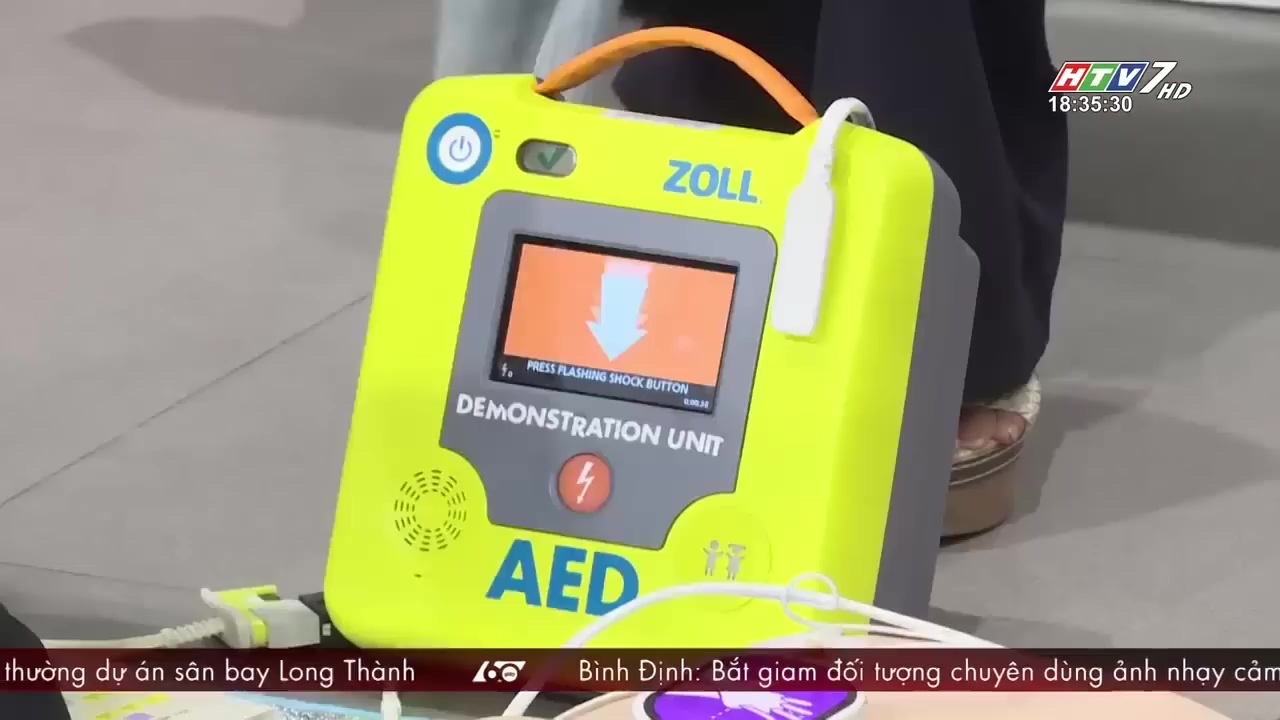 HTV7 HD
18:35:30
ZOLL
PRESS FLASHING SHOCK BUTTON
DEMONSTRATION UNIT
AED
thường dự án sân bay Long Thành
Bình Định: Bắt giam đối tượng chuyên dùng ảnh nhạy cảm